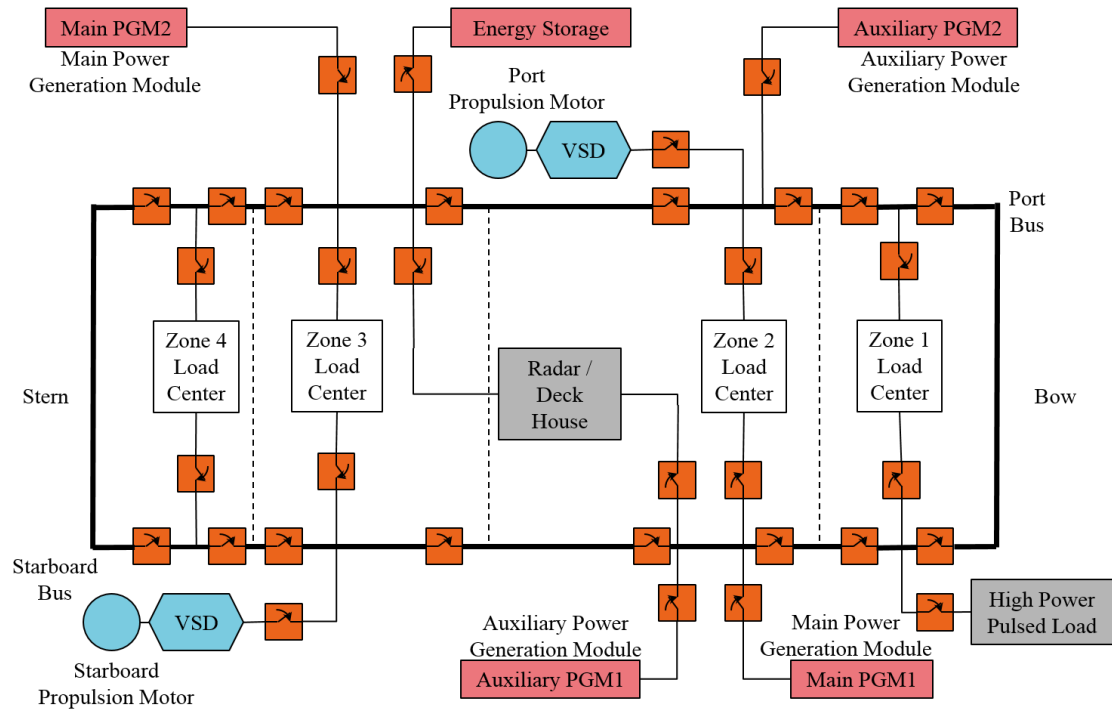 Main PGM2
Main Power
Generation Module
Energy Storage
Port
Propulsion Motor
VSD
Auxiliary PGM2
Auxiliary Power
Generation Module
Port
Bus
Zone 4
Load
Center
Zone 3
Load
Center
Radar /
Deck
House
Zone 2
Load
Center
Zone 1
Load
Center
Stern
Bow
Starboard
Bus
VSD
Starboard
Propulsion Motor
Auxiliary Power
Generation Module
Auxiliary PGM1
Main Power
Generation Module
Main PGM1
High Power
Pulsed Load